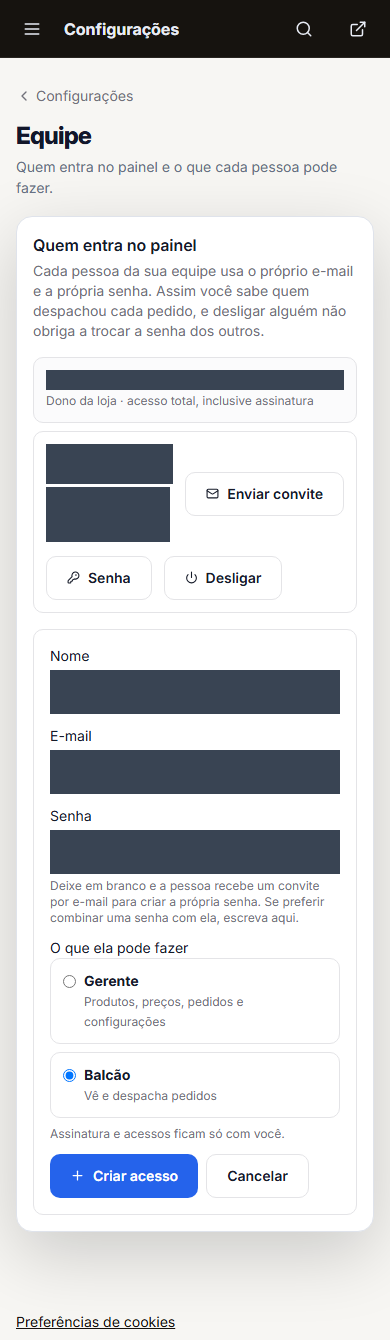 Configurações
Configurações
Equipe
Quem entra no painel e o que cada pessoa pode
fazer.
Quem entra no painel
Cada pessoa da sua equipe usa o próprio e-mail
e a própria senha. Assim você sabe quem
despachou cada pedido, e desligar alguém não
obriga a trocar a senha dos outros.
Dono da loja · acesso total, inclusive assinatura
Enviar convite
Senha
Desligar
Nome
E-mail
Senha
Deixe em branco e a pessoa recebe um convite
por e-mail para criar a própria senha. Se preferir
combinar uma senha com ela, escreva aqui.
O que ela pode fazer
Gerente
Produtos, preços, pedidos e
configurações
Balcão
Vê e despacha pedidos
Assinatura e acessos ficam só com você.
Criar acesso
Cancelar
Preferências de cookies